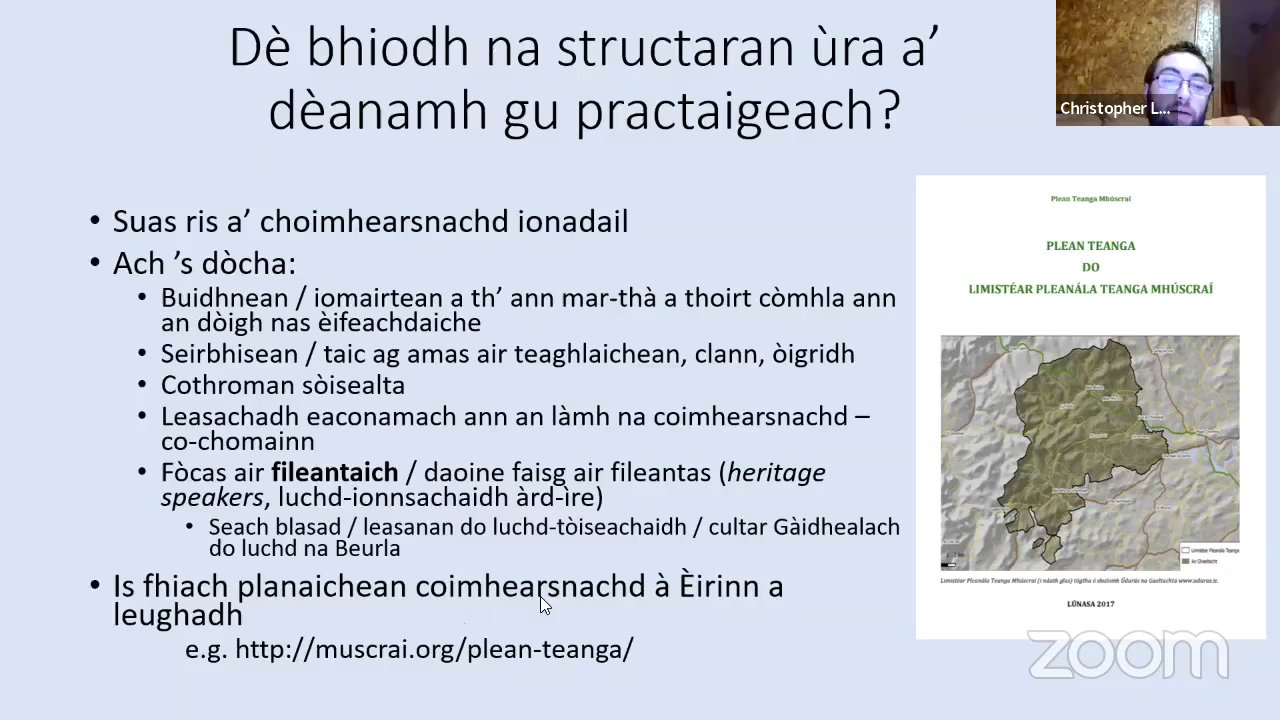 Dè bhiodh na structaran ùra a’
dèanamh gu practaigeach?
Christopher L...
• Suas ris a’ choimhearsnachd ionadail
• Ach ’s dòcha:
• Buidhnean / iomairtean a th’ ann mar-thà a thoirt còmhla ann
an dòigh nas èifeachdaiche
• Seirbhisean / taic ag amas air teaghlaichean, clann, òigridh
• Cothroman sòisealta
• Leasachadh eaconamach ann an làmh na coimhearsnachd –
co-chomainn
• Fòcas air fileantaich / daoine faisg air fileantas (heritage
speakers, luchd-ionnsachaidh àrd-ìre)
• Seach blasad / leasanan do luchd-tòiseachaidh / cultar Gàidhealach
do luchd na Beurla
• Is fhiach planaichean coimhearsnachd à Èirinn a
leughadh
e.g. http://muscrai.org/plean-teanga/
Plean Teanga Mhúscraí
PLEAN TEANGA
DO
LIMISTÉAR PLEANÁLA TEANGA MHÚSCRAÍ
Limistéar Pleanála Teanga
An Ghaeltacht
Limistéar Pleanála Teanga Mhúscraí (i ndath glas) tógtha ó shuíomh Údarás na Gaeltachta www.udaras.ie.
LÚNASA 2017
zoom